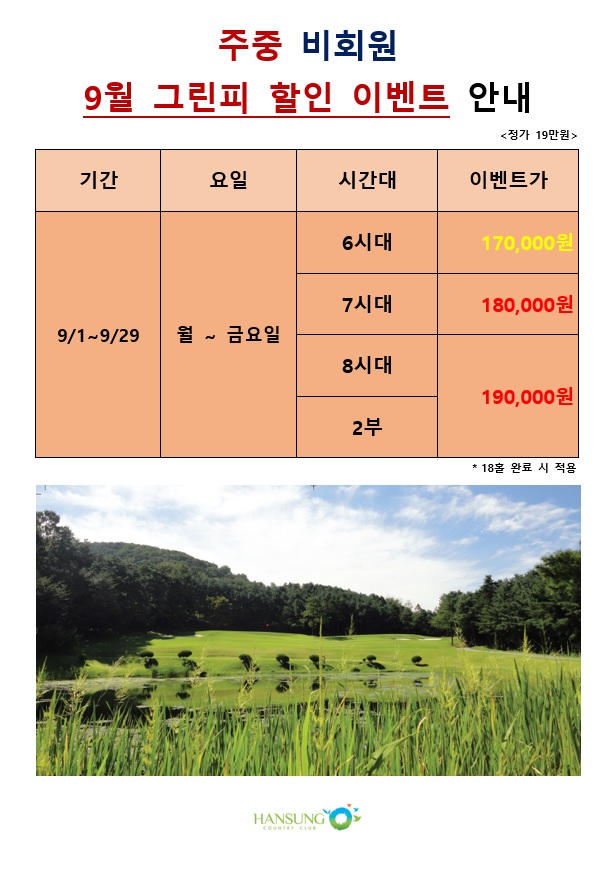 주중 비회원
9월 그린피 할인 이벤트 안내
<정가 19만원>
기간 요일 시간대 이벤트가
9/1~9/29 월 ~ 금요일
6시대 170,000원
7시대 180,000원
8시대
190,000원
2부
* 18홀 완료 시 적용
HANSUNG
COUNTRY CLUB